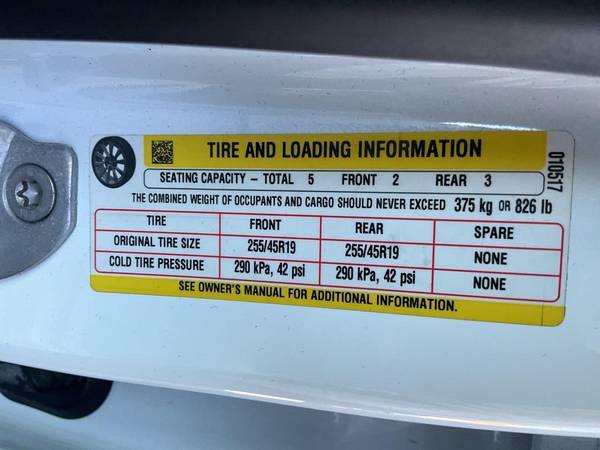 TIRE AND LOADING INFORMATION
SEATING CAPACITY – TOTAL 5 FRONT 2 REAR 3
THE COMBINED WEIGHT OF OCCUPANTS AND CARGO SHOULD NEVER EXCEED 375 kg OR 826 lb
TIRE FRONT REAR SPARE
ORIGINAL TIRE SIZE 255/45R19 255/45R19 NONE
COLD TIRE PRESSURE 290 kPa, 42 psi 290 kPa, 42 psi NONE
SEE OWNER'S MANUAL FOR ADDITIONAL INFORMATION.
010517